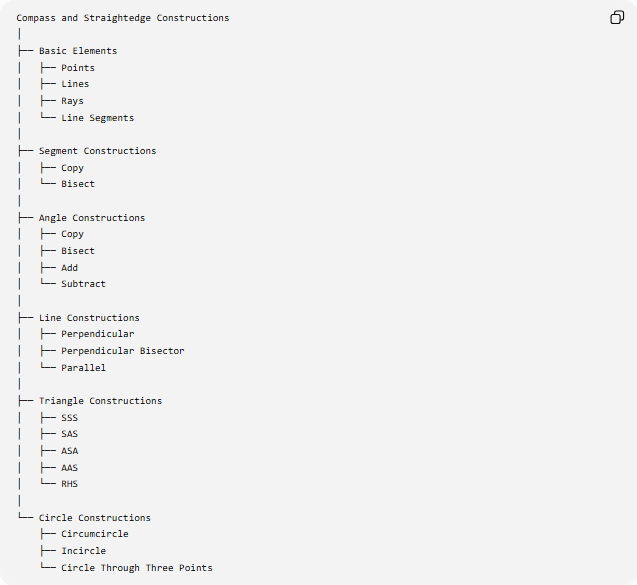 Compass and Straightedge Constructions
│
├── Basic Elements
│   ├── Points
│   ├── Lines
│   ├── Rays
│   └── Line Segments
│
├── Segment Constructions
│   ├── Copy
│   └── Bisect
│
├── Angle Constructions
│   ├── Copy
│   ├── Bisect
│   ├── Add
│   └── Subtract
│
├── Line Constructions
│   ├── Perpendicular
│   ├── Perpendicular Bisector
│   └── Parallel
│
├── Triangle Constructions
│   ├── SSS
│   ├── SAS
│   ├── ASA
│   ├── AAS
│   └── RHS
│
└── Circle Constructions
    ├── Circumcircle
    ├── Incircle
    └── Circle Through Three Points